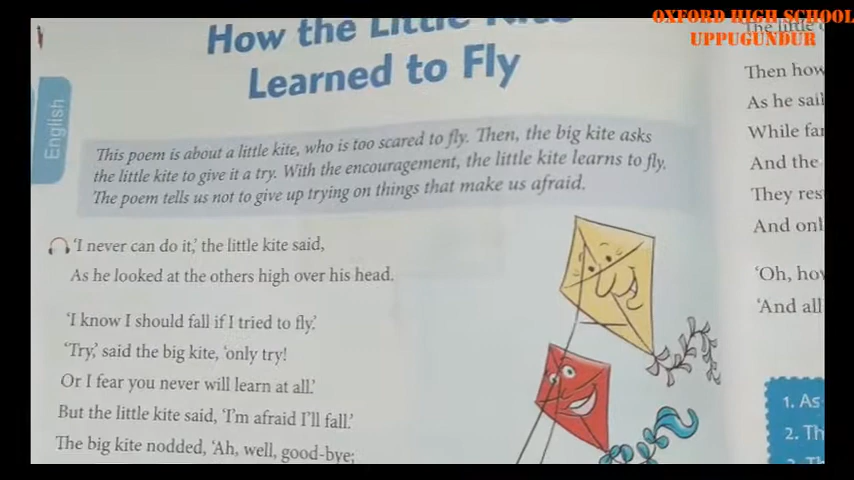 OXFORD HIGH SCHOOL
UPPUGUNDUR
How the Little
Learned to Fly
English
This poem is about a little kite, who is too scared to fly. Then, the big kite asks
the little kite to give it a try. With the encouragement, the little kite learns to fly.
The poem tells us not to give up trying on things that make us afraid.
'I never can do it,' the little kite said,
As he looked at the others high over his head.
'I know I should fall if I tried to fly.'
'Try,' said the big kite, 'only try!
Or I fear you never will learn at all.'
But the little kite said, 'I'm afraid I'll fall.'
The big kite nodded, 'Ah, well, good-bye;
The little
Then how
As he sail
While far
And the
They res
And onl
'Oh, how
'And all
1. As
2. Th